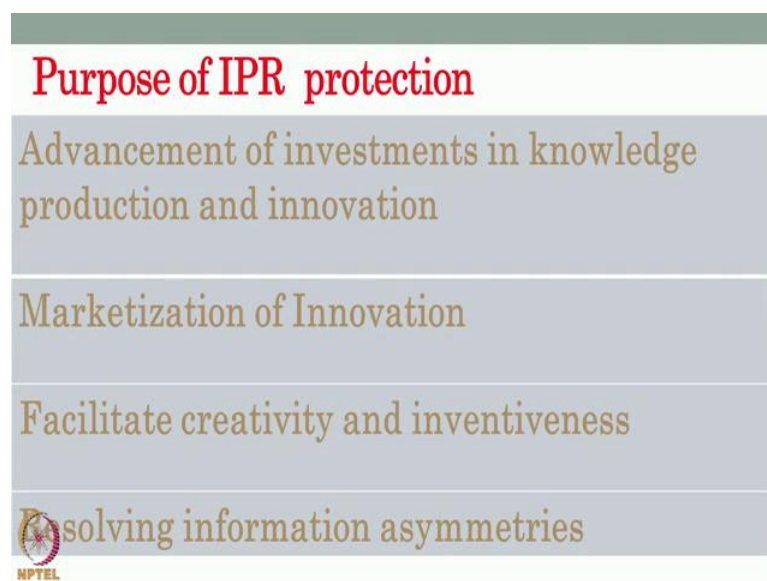 Purpose of IPR protection
Advancement of investments in knowledge
production and innovation
Marketization of Innovation
Facilitate creativity and inventiveness
Resolving information asymmetries
NPTEL